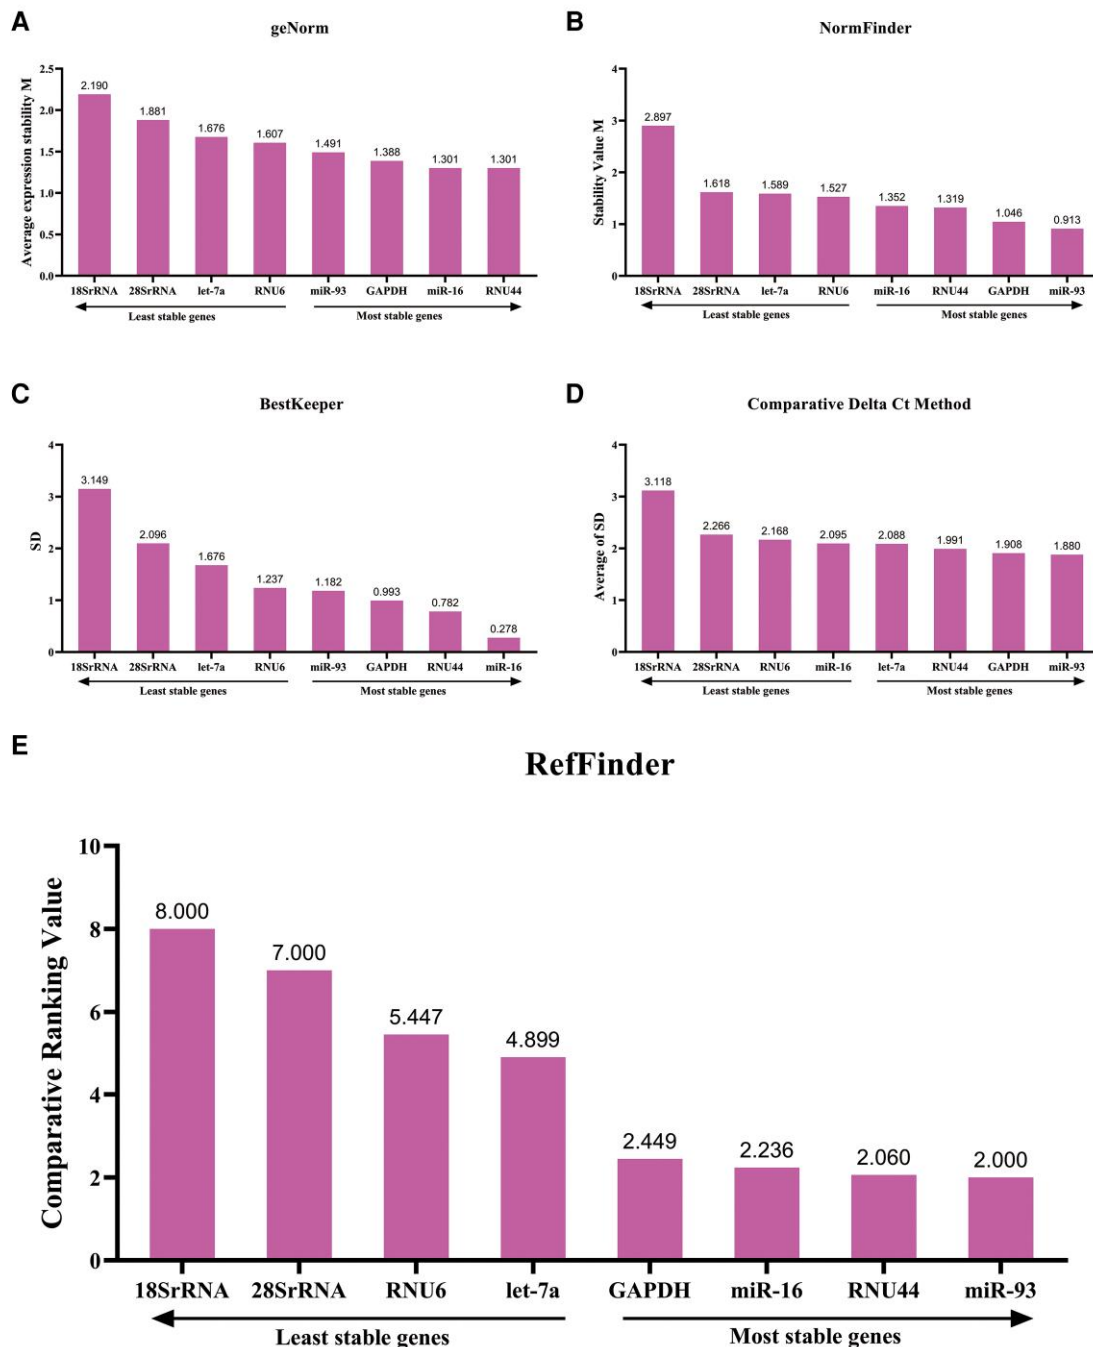 A
geNorm
Average expression stability M
2.5
2.0
1.5
1.0
0.5
0.0
2.190
1.881
1.676
1.607
1.491
1.388
1.301
1.301
18SrRNA 28SrRNA let-7a RNU6 miR-93 GAPDH miR-16 RNU44
Least stable genes Most stable genes
B
NormFinder
Stability Value M
4
3
2
1
0
2.897
1.618
1.589
1.527
1.352
1.319
1.046
0.913
18SrRNA 28SrRNA let-7a RNU6 miR-16 RNU44 GAPDH miR-93
Least stable genes Most stable genes
C
BestKeeper
SD
4
3
2
1
0
3.149
2.096
1.676
1.237
1.182
0.993
0.782
0.278
18SrRNA 28SrRNA let-7a RNU6 miR-93 GAPDH RNU44 miR-16
Least stable genes Most stable genes
D
Comparative Delta Ct Method
Average of SD
4
3
2
1
0
3.118
2.266
2.168
2.095
2.088
1.991
1.908
1.880
18SrRNA 28SrRNA RNU6 miR-16 let-7a RNU44 GAPDH miR-93
Least stable genes Most stable genes
E
RefFinder
Comparative Ranking Value
10
8
6
4
2
0
8.000
7.000
5.447
4.899
2.449
2.236
2.060
2.000
18SrRNA 28SrRNA RNU6 let-7a GAPDH miR-16 RNU44 miR-93
Least stable genes Most stable genes